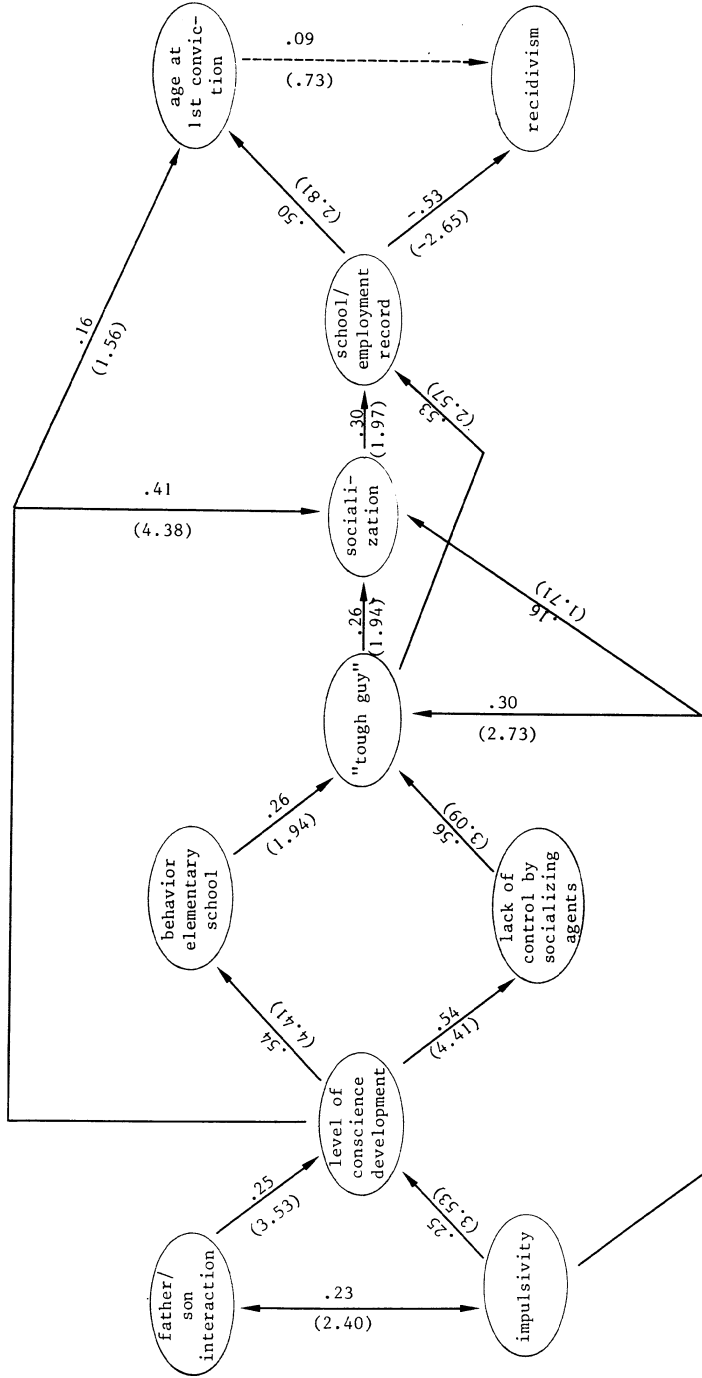 father/
son
interaction
.23
(2.40)
impulsivity
.25
(3.53)
.25
(3.53)
level of
conscience
development
.54
(4.41)
.54
(4.41)
behavior
elementary
school
lack of
control by
socializing
agents
.26
(1.94)
.56
(3.09)
"tough guy"
.30
(2.73)
.26
(1.94)
.16
(1.71)
.41
(4.38)
sociali-
zation
.30
(1.97)
.53
(2.57)
school/
employment
record
.16
(1.56)
.50
(2.81)
-.53
(-2.65)
age at
1st convic-
tion
.09
(.73)
recidivism